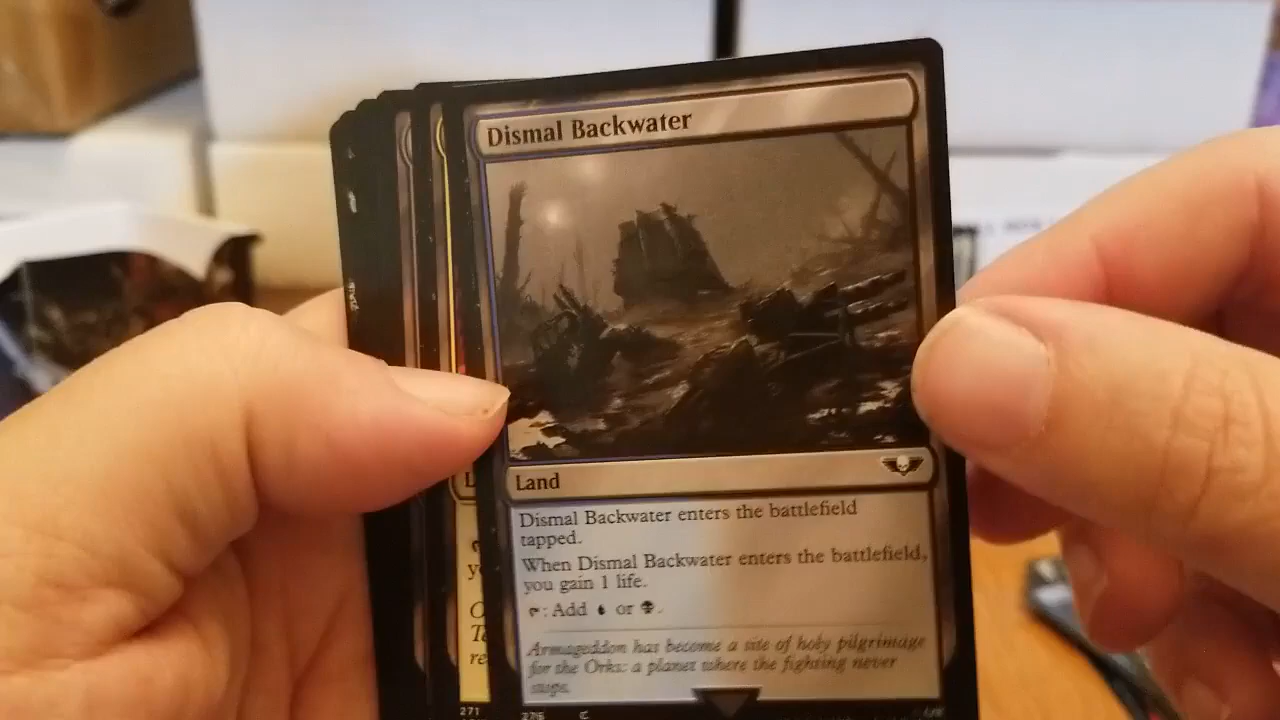 Dismal Backwater
Land
Dismal Backwater enters the battlefield
tapped.
When Dismal Backwater enters the battlefield,
you gain 1 life.
: Add or .
Armageddon has become a site of holy pilgrimage
for the Orks: a planet where the fighting never
stops.
271
276 C